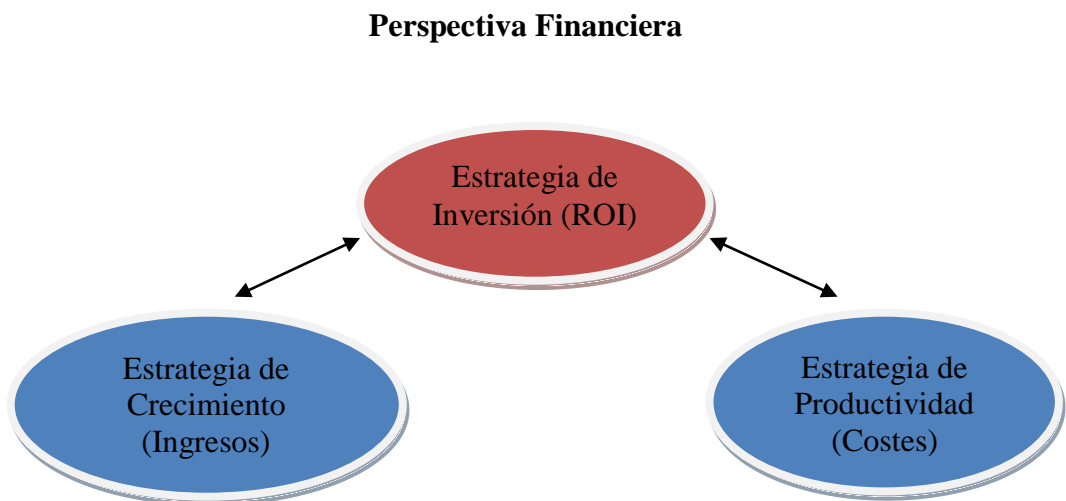 Perspectiva Financiera
Estrategia de
Inversión (ROI)
Estrategia de
Crecimiento
(Ingresos)
Estrategia de
Productividad
(Costes)